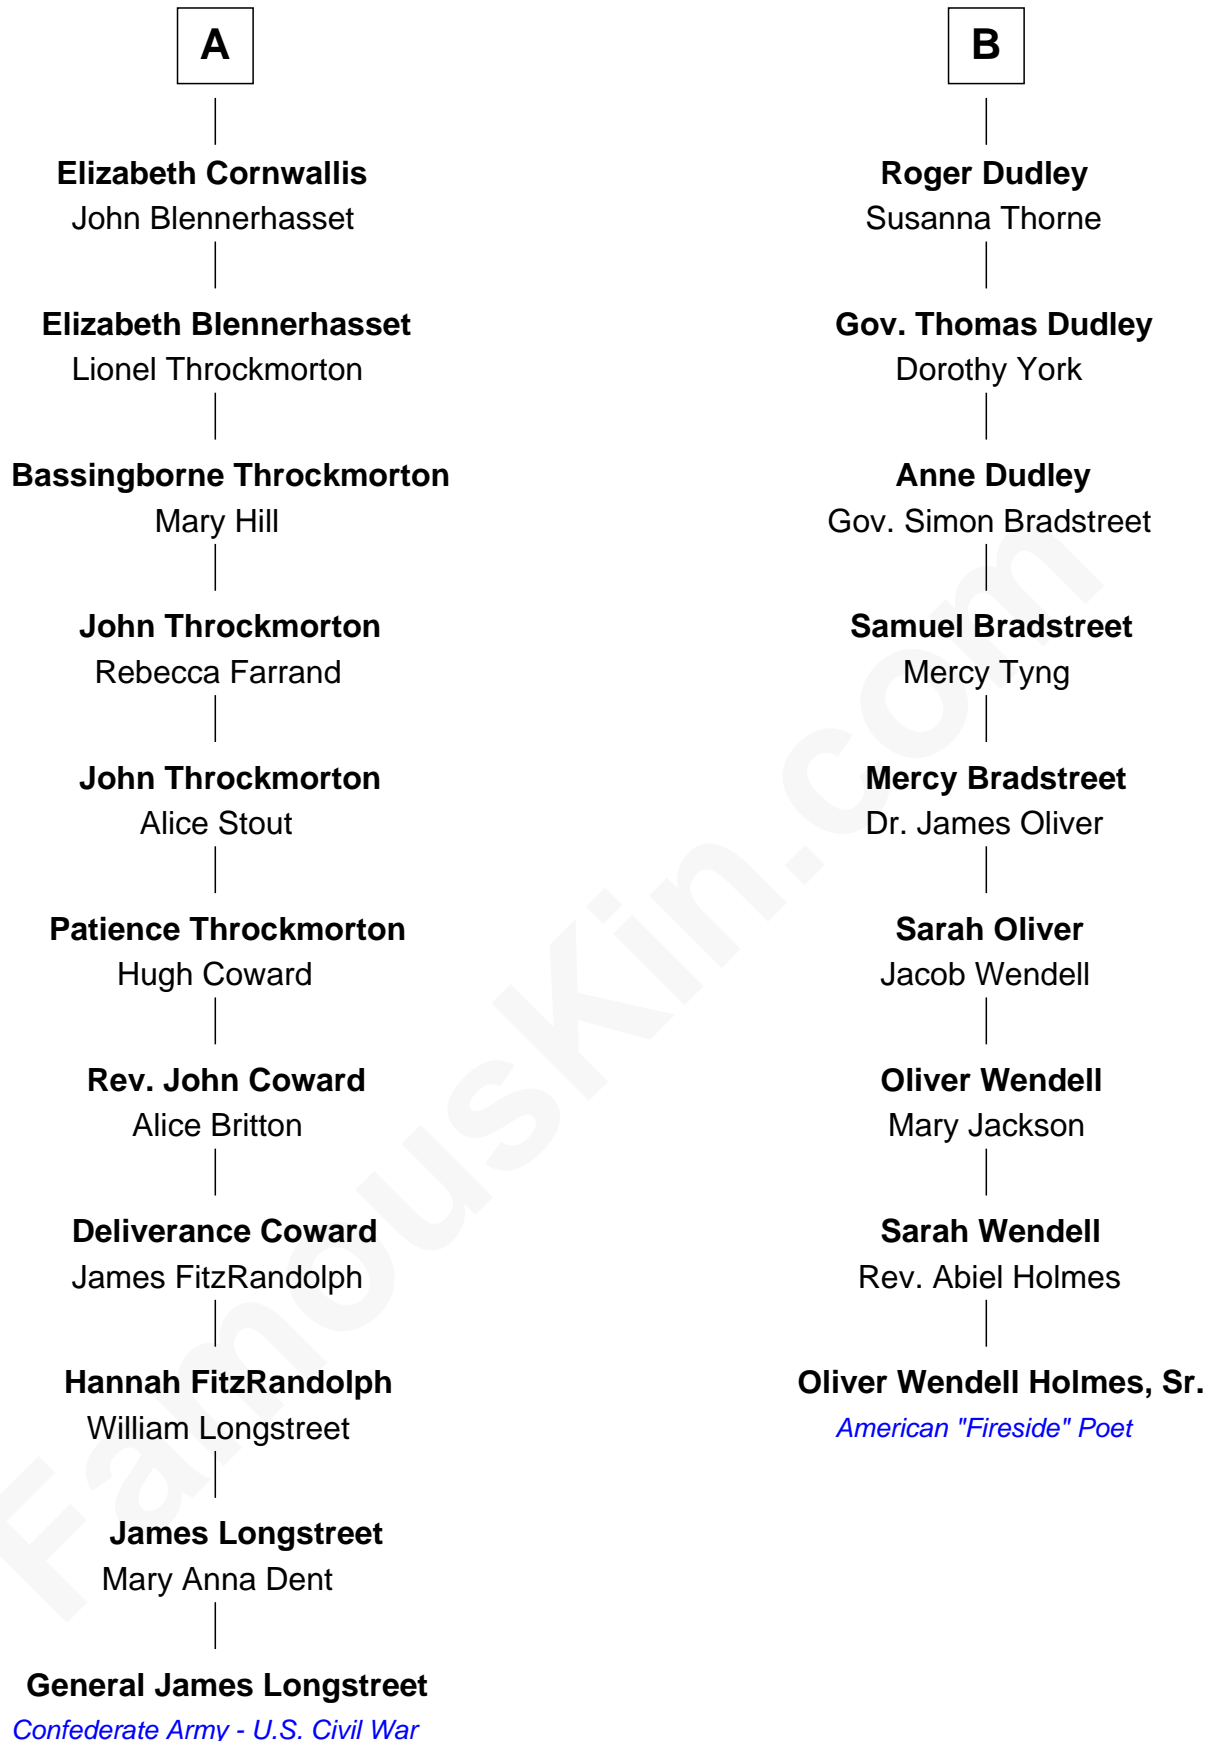 A
Elizabeth Cornwallis
John Blennerhasset
Elizabeth Blennerhasset
Lionel Throckmorton
Bassingborne Throckmorton
Mary Hill
John Throckmorton
Rebecca Farrand
John Throckmorton
Alice Stout
Patience Throckmorton
Hugh Coward
Rev. John Coward
Alice Britton
Deliverance Coward
James FitzRandolph
Hannah FitzRandolph
William Longstreet
James Longstreet
Mary Anna Dent
General James Longstreet
Confederate Army - U.S. Civil War
B
Roger Dudley
Susanna Thorne
Gov. Thomas Dudley
Dorothy York
Anne Dudley
Gov. Simon Bradstreet
Samuel Bradstreet
Mercy Tyng
Mercy Bradstreet
Dr. James Oliver
Sarah Oliver
Jacob Wendell
Oliver Wendell
Mary Jackson
Sarah Wendell
Rev. Abiel Holmes
Oliver Wendell Holmes, Sr.
American "Fireside" Poet
FamousKin.com